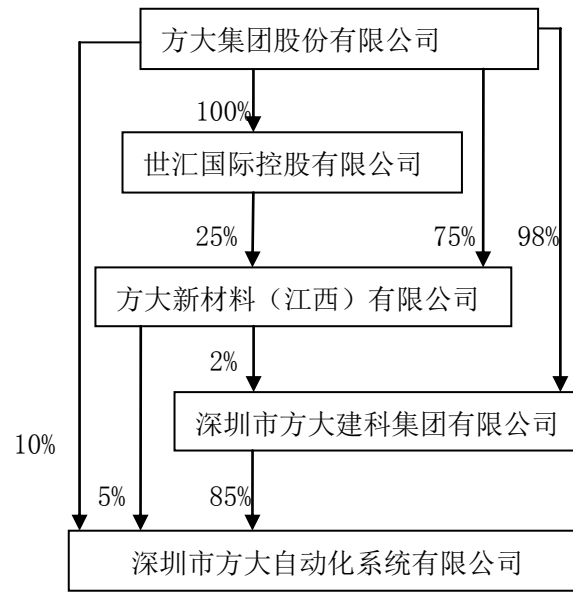 方大集团股份有限公司
100%
世汇国际控股有限公司
25%
75%
98%
方大新材料（江西）有限公司
2%
深圳市方大建科集团有限公司
10%
5%
85%
深圳市方大自动化系统有限公司